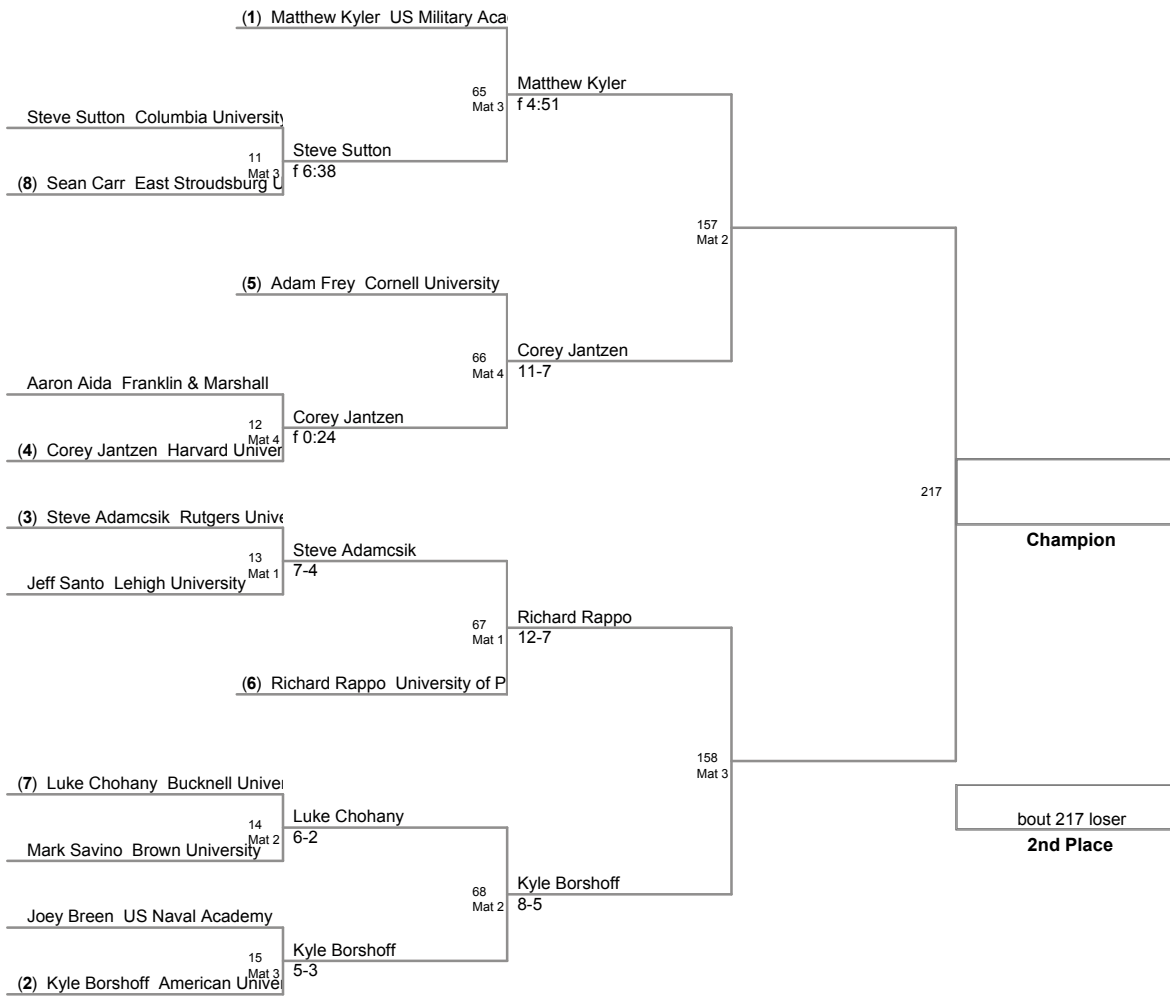 (1) Matthew Kyler US Military Aca
65
Mat 3
Matthew Kyler
f 4:51
Steve Sutton Columbia University
11
Mat 3
Steve Sutton
f 6:38
(8) Sean Carr East Stroudsburg U
157
Mat 2
(5) Adam Frey Cornell University
66
Mat 4
Corey Jantzen
11-7
Aaron Aida Franklin & Marshall
12
Mat 4
Corey Jantzen
f 0:24
(4) Corey Jantzen Harvard Univer
217
Champion
(3) Steve Adamcsik Rutgers Unive
13
Mat 1
Steve Adamcsik
7-4
Jeff Santo Lehigh University
67
Mat 1
Richard Rappo
12-7
(6) Richard Rappo University of P
158
Mat 3
(7) Luke Chohany Bucknell Univer
14
Mat 2
Luke Chohany
6-2
Mark Savino Brown University
bout 217 loser
2nd Place
68
Mat 2
Kyle Borshoff
8-5
Joey Breen US Naval Academy
15
Mat 3
Kyle Borshoff
5-3
(2) Kyle Borshoff American Univer